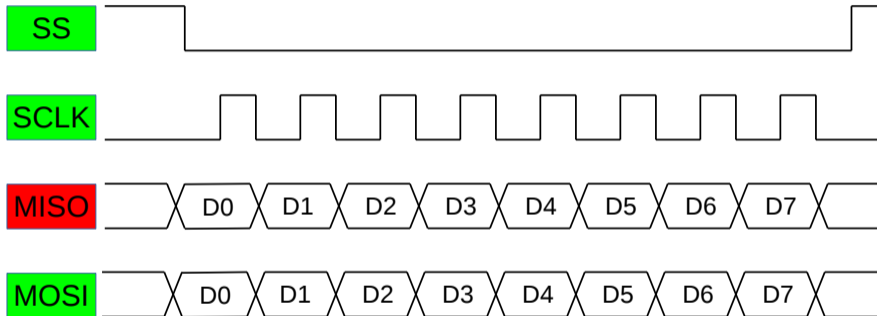 SS
SCLK
MISO D0 D1 D2 D3 D4 D5 D6 D7
MOSI D0 D1 D2 D3 D4 D5 D6 D7